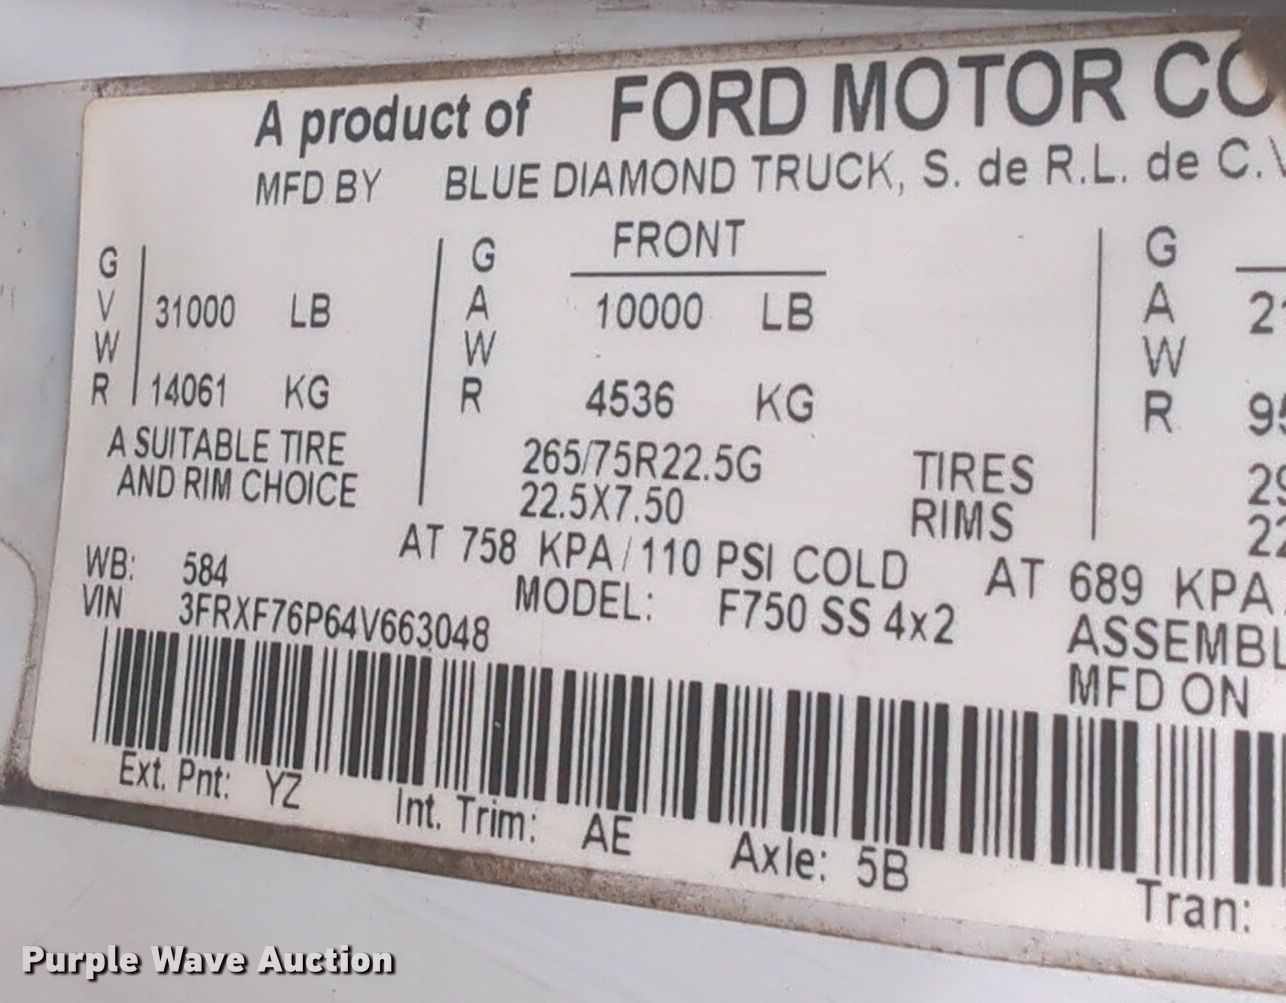 A product of FORD MOTOR CO
MFD BY BLUE DIAMOND TRUCK, S. de R.L. de C.V
GVWR 31000 LB
14061 KG
GAWR FRONT
10000 LB
4536 KG
GAWR
A SUITABLE TIRE
AND RIM CHOICE
265/75R22.5G TIRES
22.5X7.50 RIMS
AT 758 KPA/110 PSI COLD AT 689 KPA
WB: 584
VIN 3FRXF76P64V663048
MODEL: F750 SS 4x2
ASSEMBL
MFD ON
Ext. Pnt: YZ Int. Trim: AE Axle: 5B Tran:
Purple Wave Auction